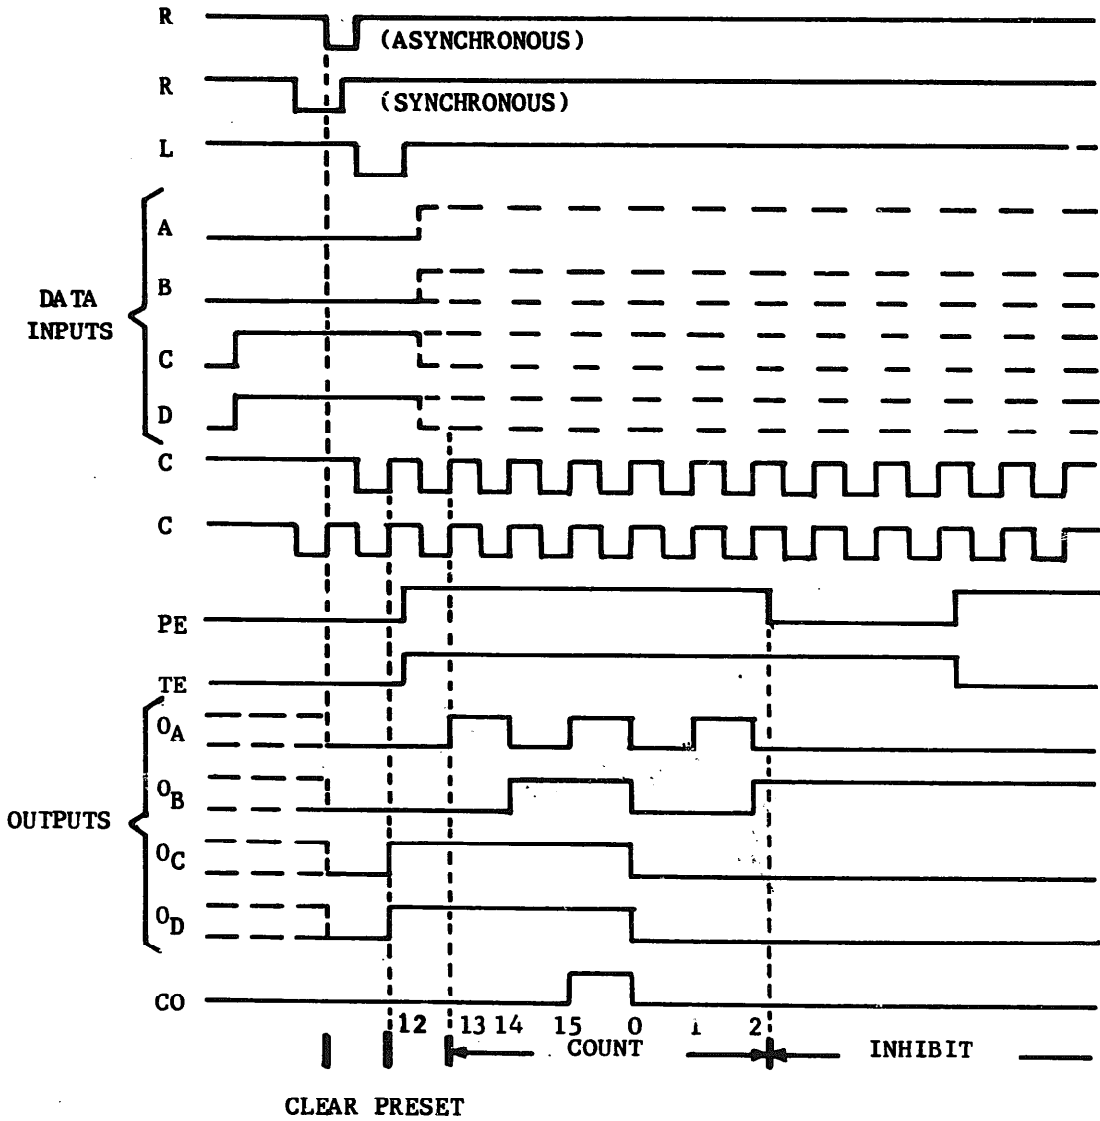 R
(ASYNCHRONOUS)
R
(SYNCHRONOUS)
L
A
B
DATA
INPUTS
C
D
C
C
PE
TE
OA
OB
OUTPUTS
OC
OD
CO
12 13 14 15 0 1 2
COUNT INHIBIT
CLEAR PRESET